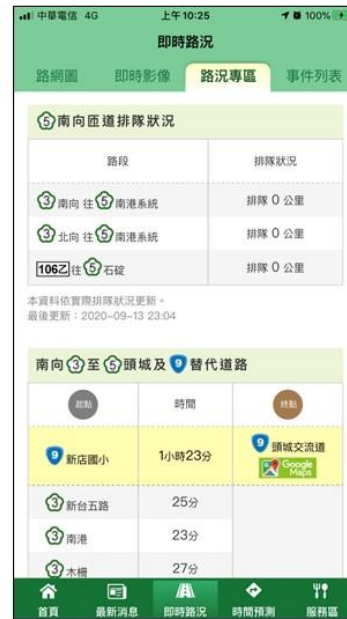 中華電信 4G 上午10:25 100%
即時路況
路網圖 即時影像 路況專區 事件列表
5南向匝道排隊狀況
路段 排隊狀況
3 南向 往 5 南港系統 排隊 0 公里
3 北向 往 5 南港系統 排隊 0 公里
106乙 往 5 石碇 排隊 0 公里
本資料依實際排隊狀況更新。
最後更新：2020-09-13 23:04
南向 3 至 5 頭城及 9 替代道路
起點 時間 終點
9 新店國小 1小時23分 9 頭城交流道
Google Maps
3 新台五路 25分
3 南港 23分
3 木柵 27分
首頁 最新消息 即時路況 時間預測 服務區